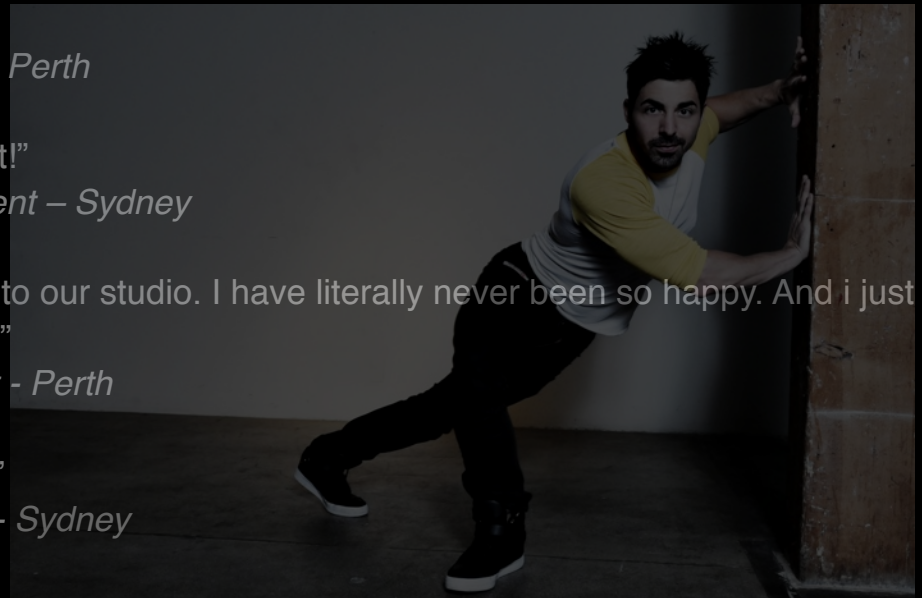 Perth
t!”
ent – Sydney
to our studio. I have literally never been so happy. And i just
”
- Perth
- Sydney